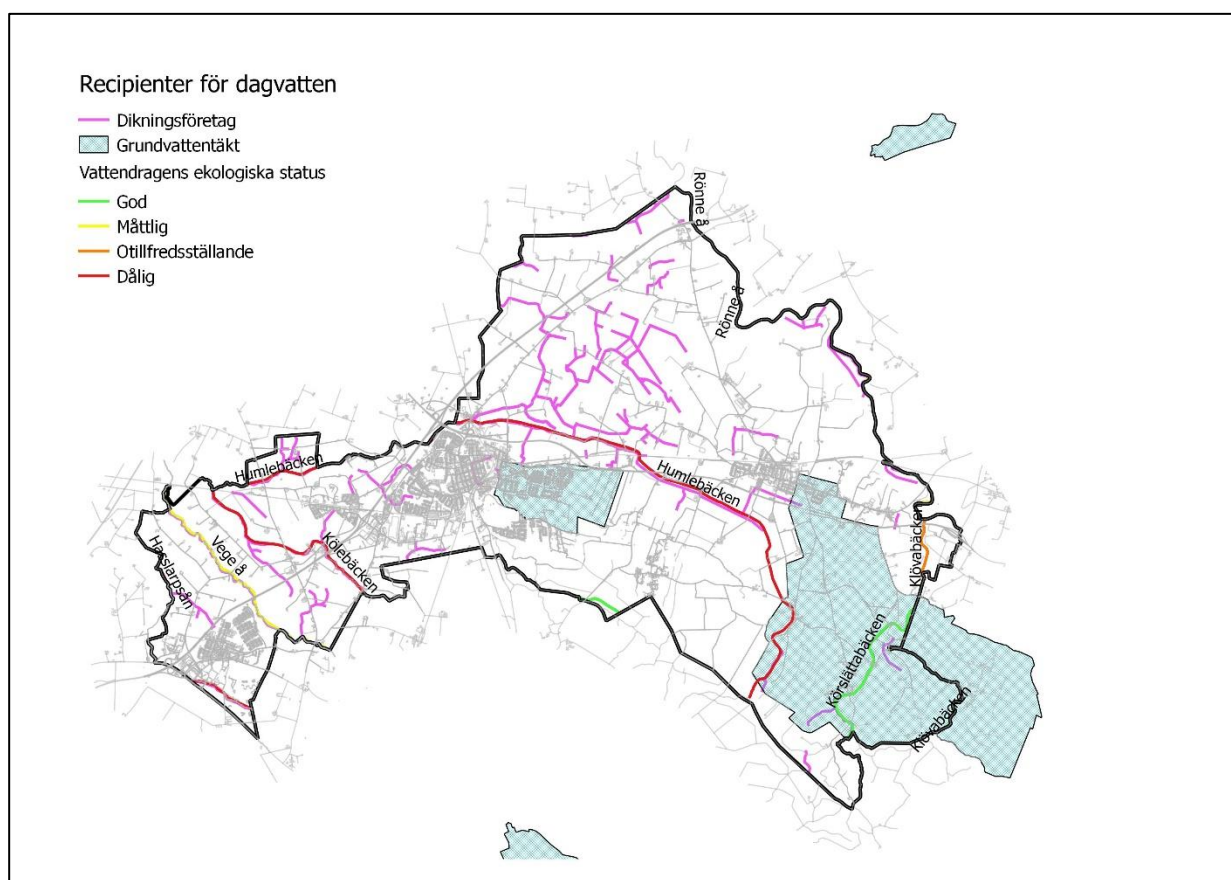 Recipienter för dagvatten
Dikningsföretag
Grundvattentäkt
Vattendragens ekologiska status
God
Måttlig
Otillfredsställande
Dålig
Rönne å
Rönne å
Humlebäcken
Humlebäcken
Hasslarpsån
Vege å
Kölebäcken
Klövabäcken
Körslättabäcken
Klövabäcken